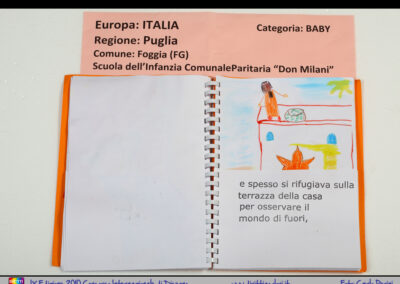 Europa: ITALIA
Categoria: BABY
Regione: Puglia
Comune: Foggia (FG)
Scuola dell'Infanzia ComunaleParitaria "Don Milani"
e spesso si rifugiava sulla
terrazza della casa
per osservare il
mondo di fuori,